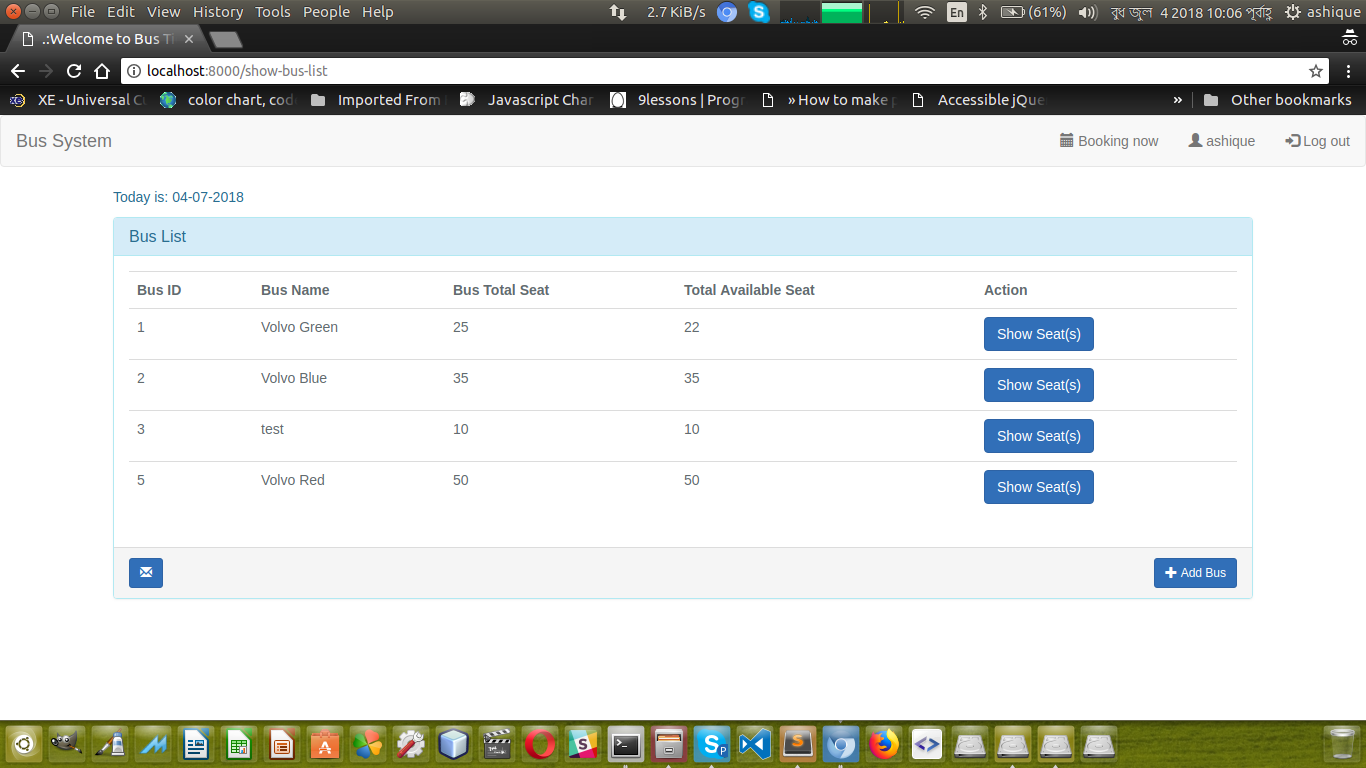 File Edit View History Tools People Help 2.7 KiB/s En (61%) বুধ জুল 4 2018 10:06 পূর্বাহ্ণ ashique
.:Welcome to Bus Ti
localhost:8000/show-bus-list
XE - Universal Cu color chart, cod Imported From Javascript Char 9lessons | Progr » How to make Accessible jQue » Other bookmarks
Bus System Booking now ashique Log out
Today is: 04-07-2018
Bus List
Bus ID Bus Name Bus Total Seat Total Available Seat Action
1 Volvo Green 25 22 Show Seat(s)
2 Volvo Blue 35 35 Show Seat(s)
3 test 10 10 Show Seat(s)
5 Volvo Red 50 50 Show Seat(s)
Add Bus